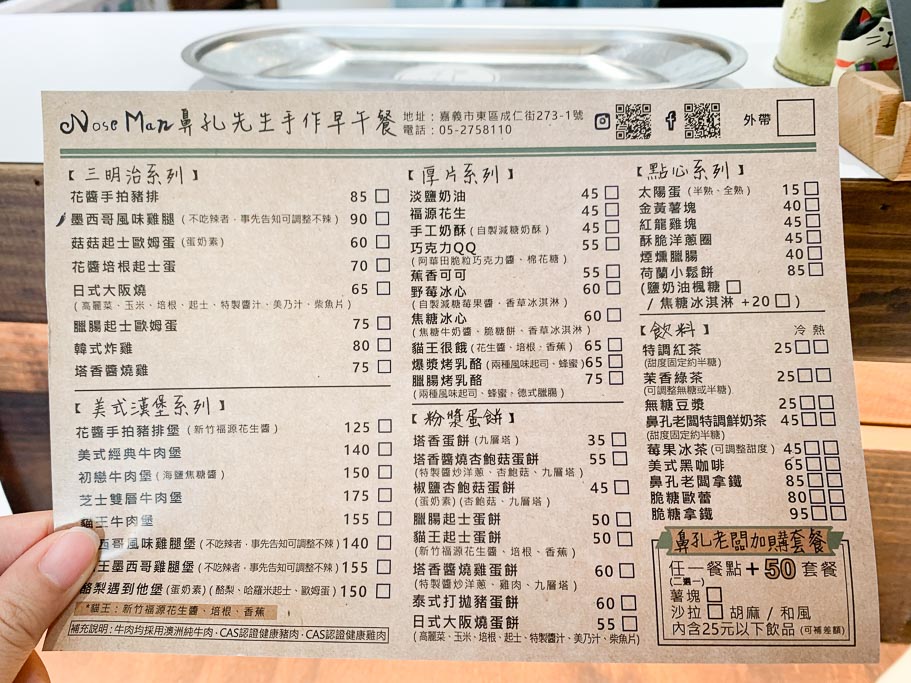 Nose Man 鼻孔先生手作早午餐
地址：嘉義市東區成仁街273-1號
電話：05-2758110
外帶
【三明治系列】
花醬手拍豬排 85
墨西哥風味雞腿（不吃辣者，事先告知可調整不辣） 90
菇菇起士歐姆蛋（蛋奶素） 60
花醬培根起士蛋 70
日式大阪燒 65
（高麗菜、玉米、培根、起士、特製醬汁、美乃汁、柴魚片）
臘腸起士歐姆蛋 75
韓式炸雞 80
塔香醬燒雞 75
【美式漢堡系列】
花醬手拍豬排堡（新竹福源花生醬） 125
美式經典牛肉堡 140
初戀牛肉堡（海鹽焦糖醬） 150
芝士雙層牛肉堡 175
貓王牛肉堡 155
西哥風味雞腿堡（不吃辣者，事先告知可調整不辣） 140
王墨西哥雞腿堡（不吃辣者，事先告知可調整不辣） 155
酪梨遇到他堡（蛋奶素）（酪梨、哈羅米起士、歐姆蛋） 150
*貓王：新竹福源花生醬、培根、香蕉
補充說明：牛肉均採用澳洲純牛肉，CAS認證健康豬肉，CAS認證健康雞肉
【厚片系列】
淡鹽奶油 45
福源花生 45
手工奶酥（自製減糖奶酥） 45
巧克力QQ 55
（阿華田脆粒巧克力醬、棉花糖）
蕉香可可 55
野莓冰心 60
（自製減糖莓果醬、香草冰淇淋）
焦糖冰心 60
（焦糖牛奶醬、脆糖餅、香草冰淇淋）
貓王很餓（花生醬、培根、香蕉） 65
爆漿烤乳酪（兩種風味起司、蜂蜜） 65
臘腸烤乳酪 75
（兩種風味起司、蜂蜜，德式臘腸）
【粉漿蛋餅】
塔香蛋餅（九層塔） 35
塔香醬燒杏鮑菇蛋餅 55
（特製醬炒洋蔥、杏鮑菇、九層塔）
椒鹽杏鮑菇蛋餅 45
（蛋奶素）（杏鮑菇、九層塔）
臘腸起士蛋餅 50
貓王起士蛋餅 50
（新竹福源花生醬、培根、香蕉）
塔香醬燒雞蛋餅 60
（特製醬炒洋蔥、雞肉、九層塔）
泰式打拋豬蛋餅 60
日式大阪燒蛋餅 55
（高麗菜、玉米、培根、起士、特製醬汁、美乃汁、柴魚片）
【點心系列】
太陽蛋（半熟、全熟） 15
金黃薯塊 40
紅龍雞塊 45
酥脆洋蔥圈 45
煙燻臘腸 40
荷蘭小鬆餅 85
（鹽奶油楓糖
/ 焦糖冰淇淋 +20 ）
【飲料】 冷 熱
特調紅茶 25
（甜度固定約半糖）
茉香綠茶 25
（可調整無糖或半糖）
無糖豆漿 25
鼻孔老闆特調鮮奶茶 45
（甜度固定約半糖）
莓果冰茶（可調整甜度） 45
美式黑咖啡 65
鼻孔老闆拿鐵 85
脆糖歐蕾 80
脆糖拿鐵 95
鼻孔老闆加購套餐
任一餐點+50套餐
（二選一）
薯塊
沙拉 胡麻 / 和風
內含25元以下飲品（可補差額）